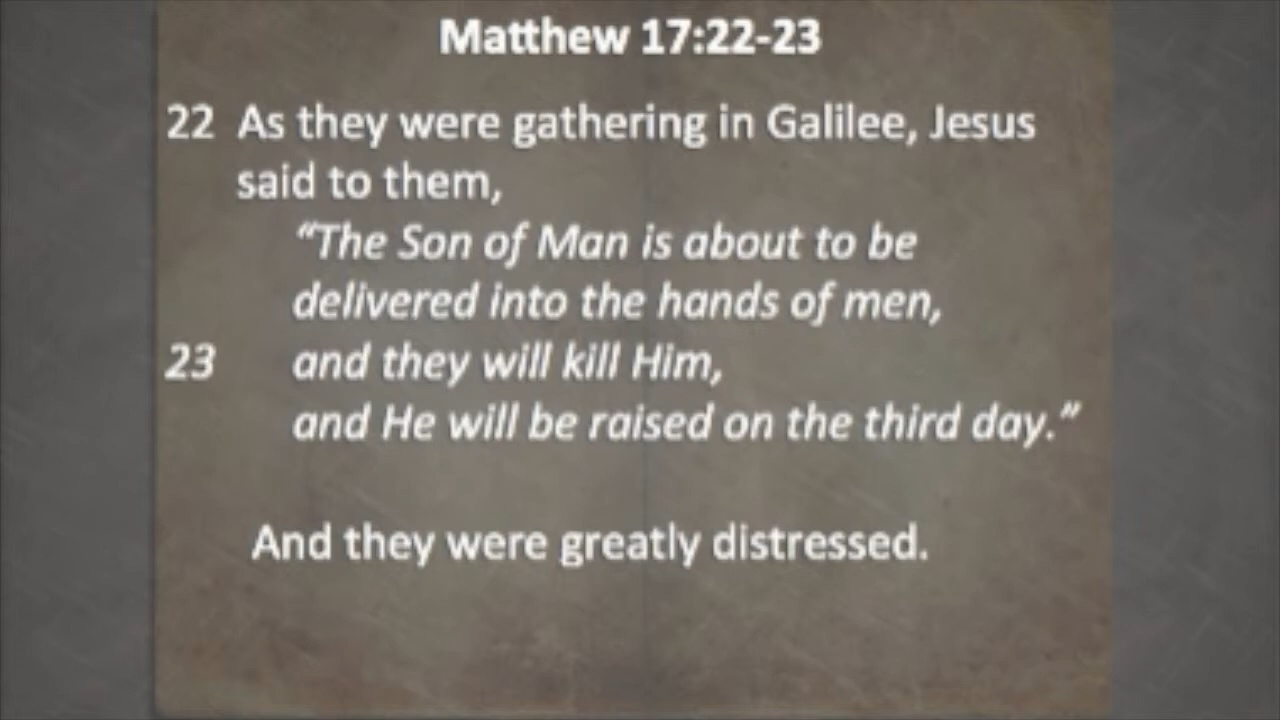 Matthew 17:22-23
22 As they were gathering in Galilee, Jesus
said to them,
“The Son of Man is about to be
delivered into the hands of men,
23 and they will kill Him,
and He will be raised on the third day.”
And they were greatly distressed.